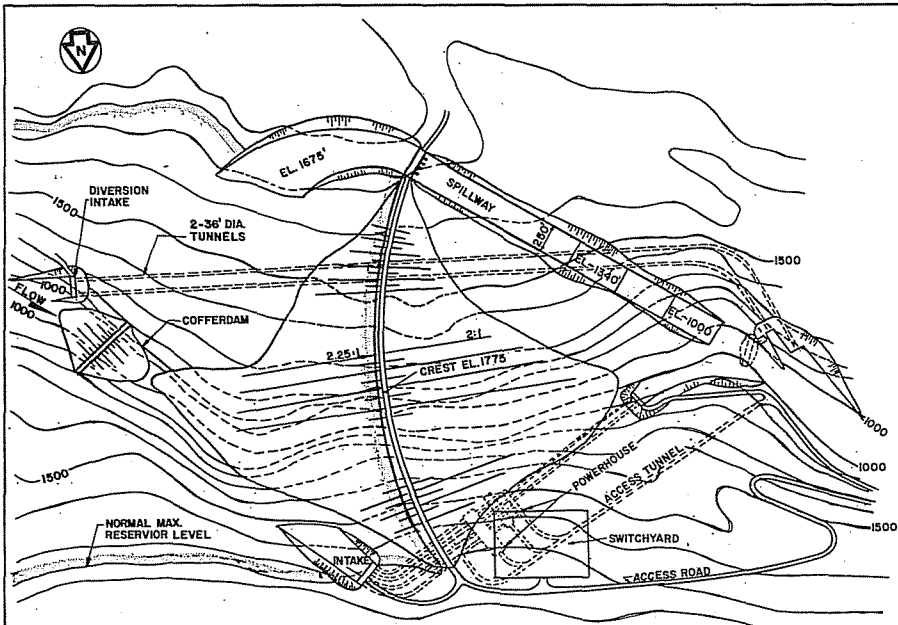 N
EL. 1675'
SPILLWAY
DIVERSION
INTAKE
1500
2-36' DIA.
TUNNELS
250'
EL.-1340'
1500
1000
FLOW
1000
EL.-1000
COFFERDAM
2.25:1
2:1
CREST EL. 1775
1000
1000
POWERHOUSE
ACCESS TUNNEL
1500
1500
NORMAL MAX.
RESERVIOR LEVEL
SWITCHYARD
INTAKE
ACCESS ROAD